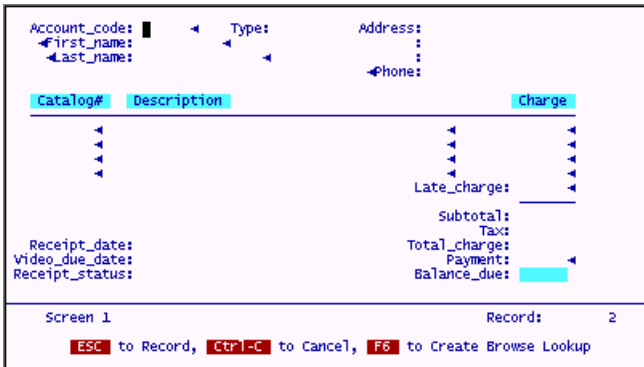 Account_code: Type: Address:
First_name: :
Last_name: :
Phone:
Catalog# Description Charge
Late_charge:
Subtotal:
Tax:
Receipt_date: Total_charge:
Video_due_date: Payment:
Receipt_status: Balance_due:
Screen 1 Record: 2
ESC to Record, Ctrl-C to Cancel, F6 to Create Browse Lookup